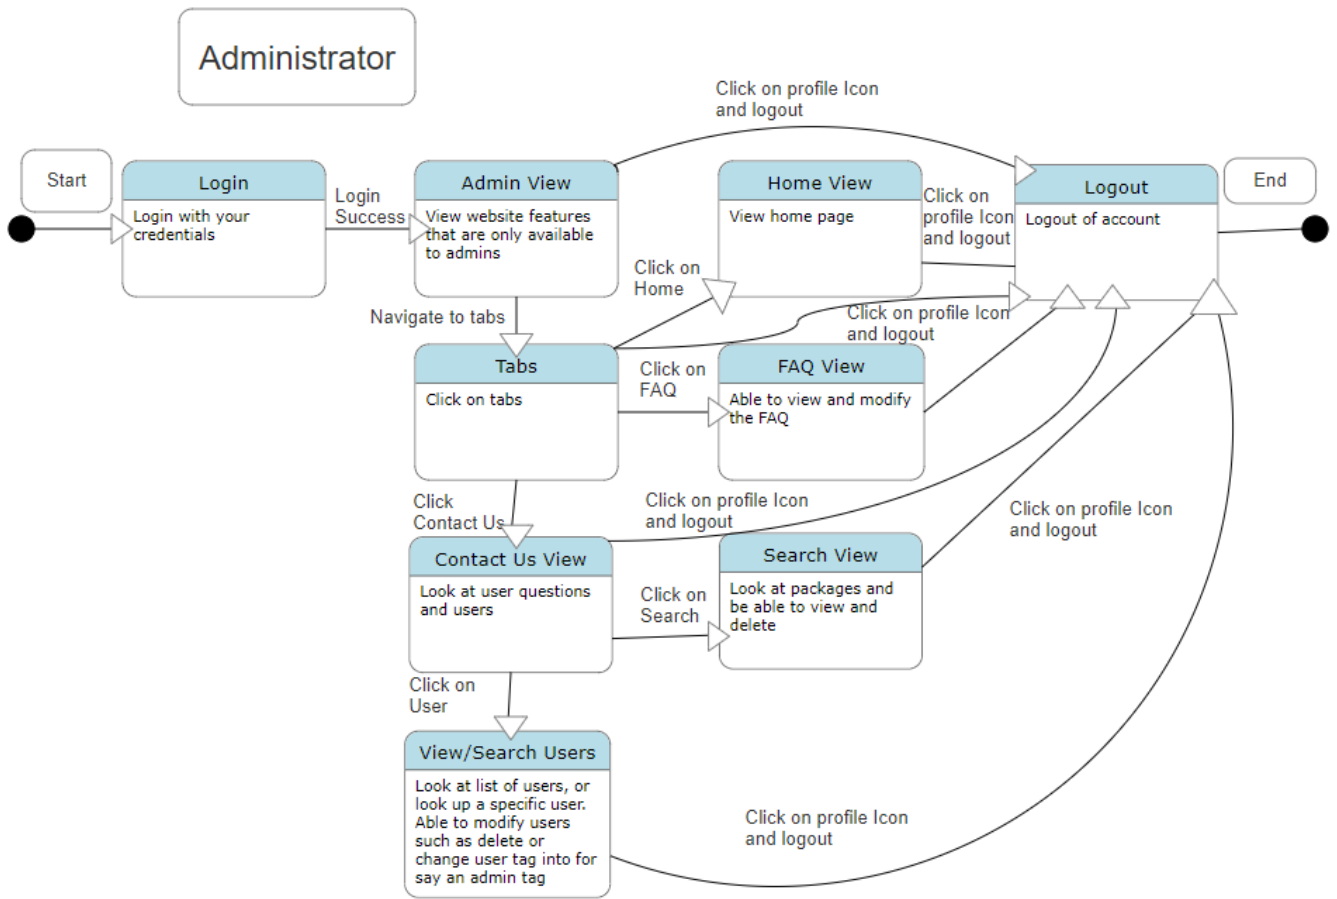 Administrator
Click on profile Icon
and logout
Start
Login
Login with your
credentials
Login
Success
Admin View
View website features
that are only available
to admins
Home View
View home page
Click on
profile Icon
and logout
Logout
Logout of account
End
Click on
Home
Navigate to tabs
Click on profile Icon
and logout
Tabs
Click on tabs
Click on
FAQ
FAQ View
Able to view and modify
the FAQ
Click
Contact Us
Click on profile Icon
and logout
Click on profile Icon
and logout
Contact Us View
Look at user questions
and users
Click on
Search
Search View
Look at packages and
be able to view and
delete
Click on
User
View/Search Users
Look at list of users, or
look up a specific user.
Able to modify users
such as delete or
change user tag into for
say an admin tag
Click on profile Icon
and logout